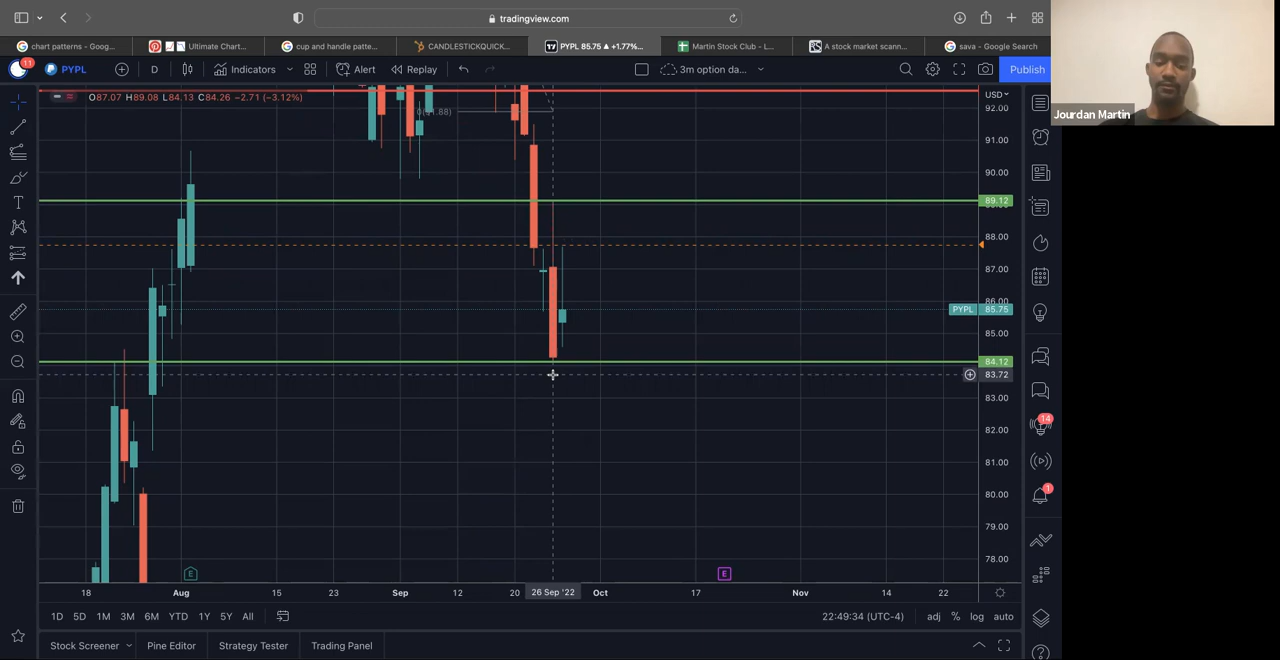 tradingview.com
chart patterns - Goog...
Ultimate Chart...
cup and handle patte...
CANDLESTICKQUICK...
PYPL 85.75 ▲ +1.77%...
Martin Stock Club - L...
A stock market scann...
sava - Google Search
11
PYPL
D
Indicators
Alert
Replay
3m option da...
Publish
Jourdan Martin
O87.07 H89.08 L84.13 C84.26 −2.71 (−3.12%)
USD
92.00
91.00
90.00
89.12
88.00
87.00
86.00
PYPL 85.75
85.00
84.12
83.72
83.00
82.00
81.00
80.00
79.00
78.00
14
1
E
E
18 Aug 15 23 Sep 12 20 26 Sep '22 Oct 17 Nov 14 22
1D 5D 1M 3M 6M YTD 1Y 5Y All
22:49:34 (UTC-4) adj % log auto
Stock Screener Pine Editor Strategy Tester Trading Panel